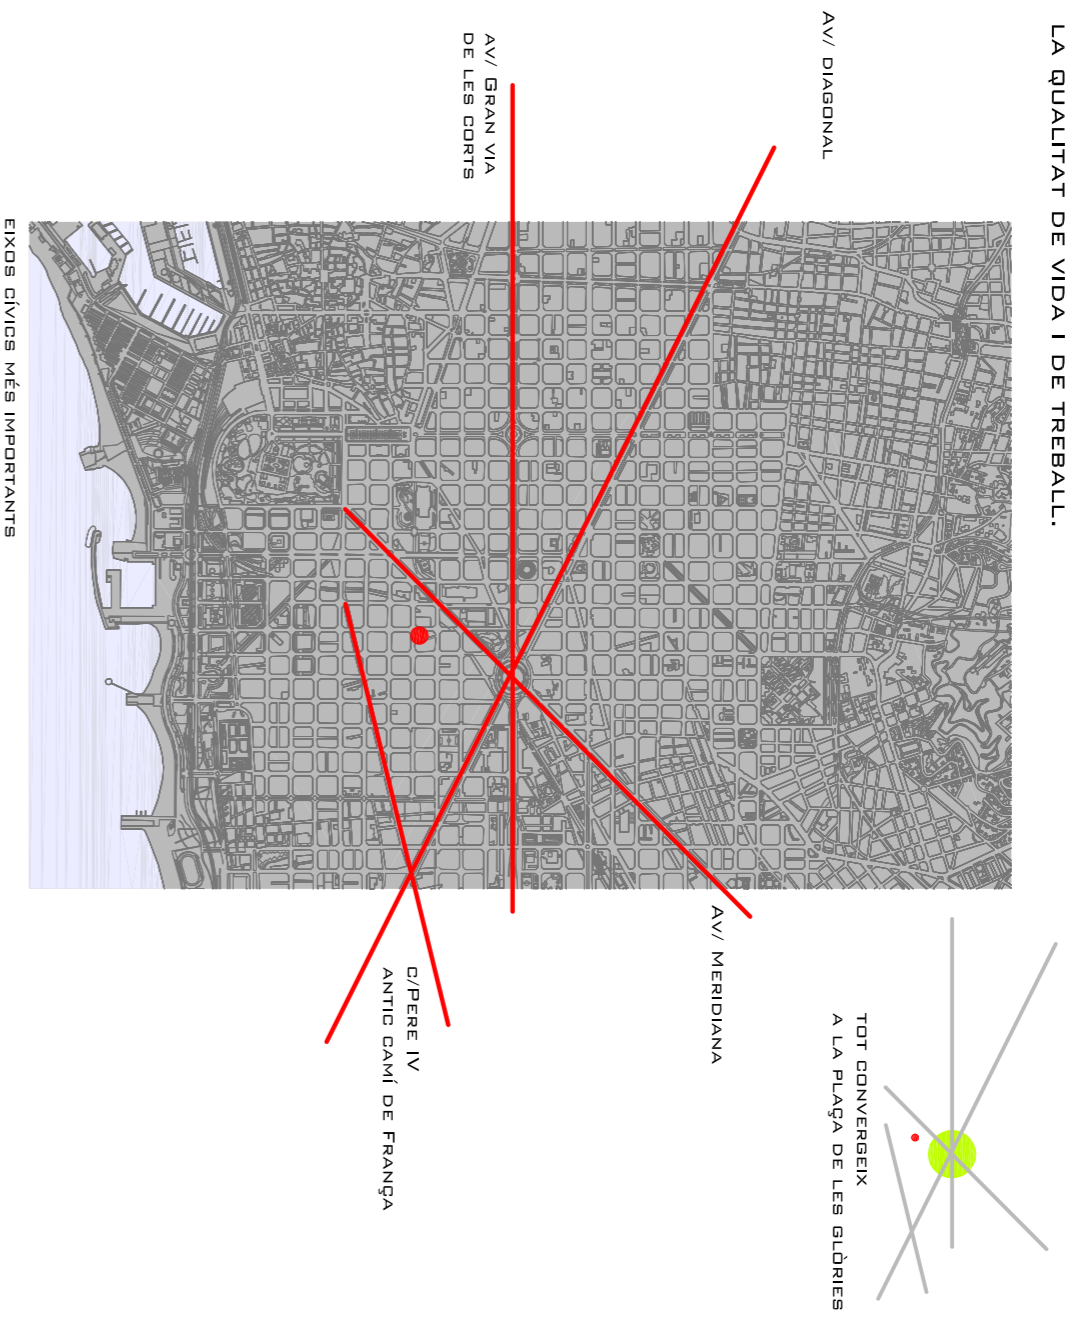 LA QUALITAT DE VIDA I DE TREBALL.
AV/ DIAGONAL
AV/ GRAN VIA
DE LES CORTS
AV/ MERIDIANA
C/PERE IV
ANTIC CAMÍ DE FRANÇA
TOT CONVERGEIX
A LA PLAÇA DE LES GLÒRIES
EIXOS CÍVICS MÉS IMPORTANTS